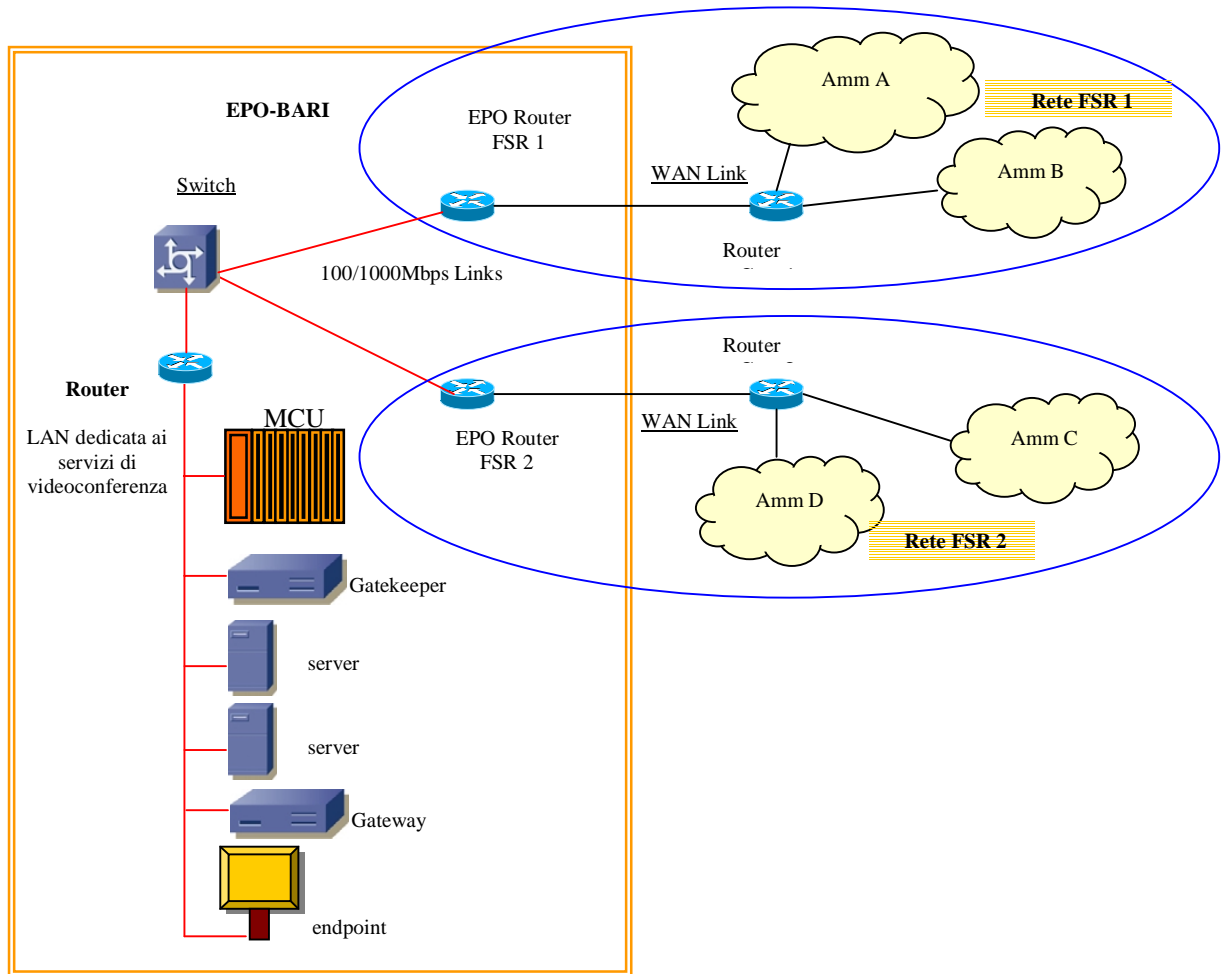 Amm A
Rete FSR 1
EPO-BARI
EPO Router
FSR 1
Amm B
WAN Link
Switch
Router
100/1000Mbps Links
Router
Router
WAN Link
MCU
EPO Router
FSR 2
Amm C
LAN dedicata ai
servizi di
videoconferenza
Amm D
Rete FSR 2
Gatekeeper
server
server
Gateway
endpoint